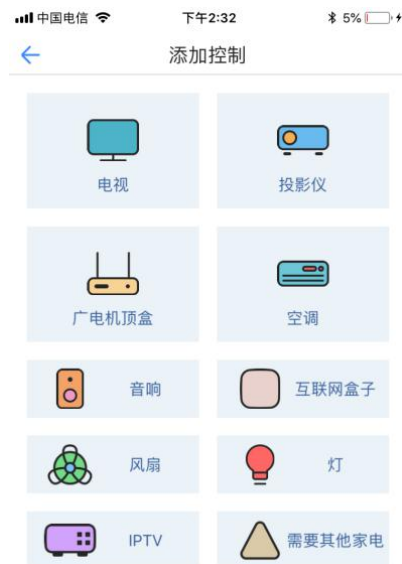 中国电信 下午2:32 5%
添加控制
电视 投影仪
广电机顶盒 空调
音响 互联网盒子
风扇 灯
IPTV 需要其他家电